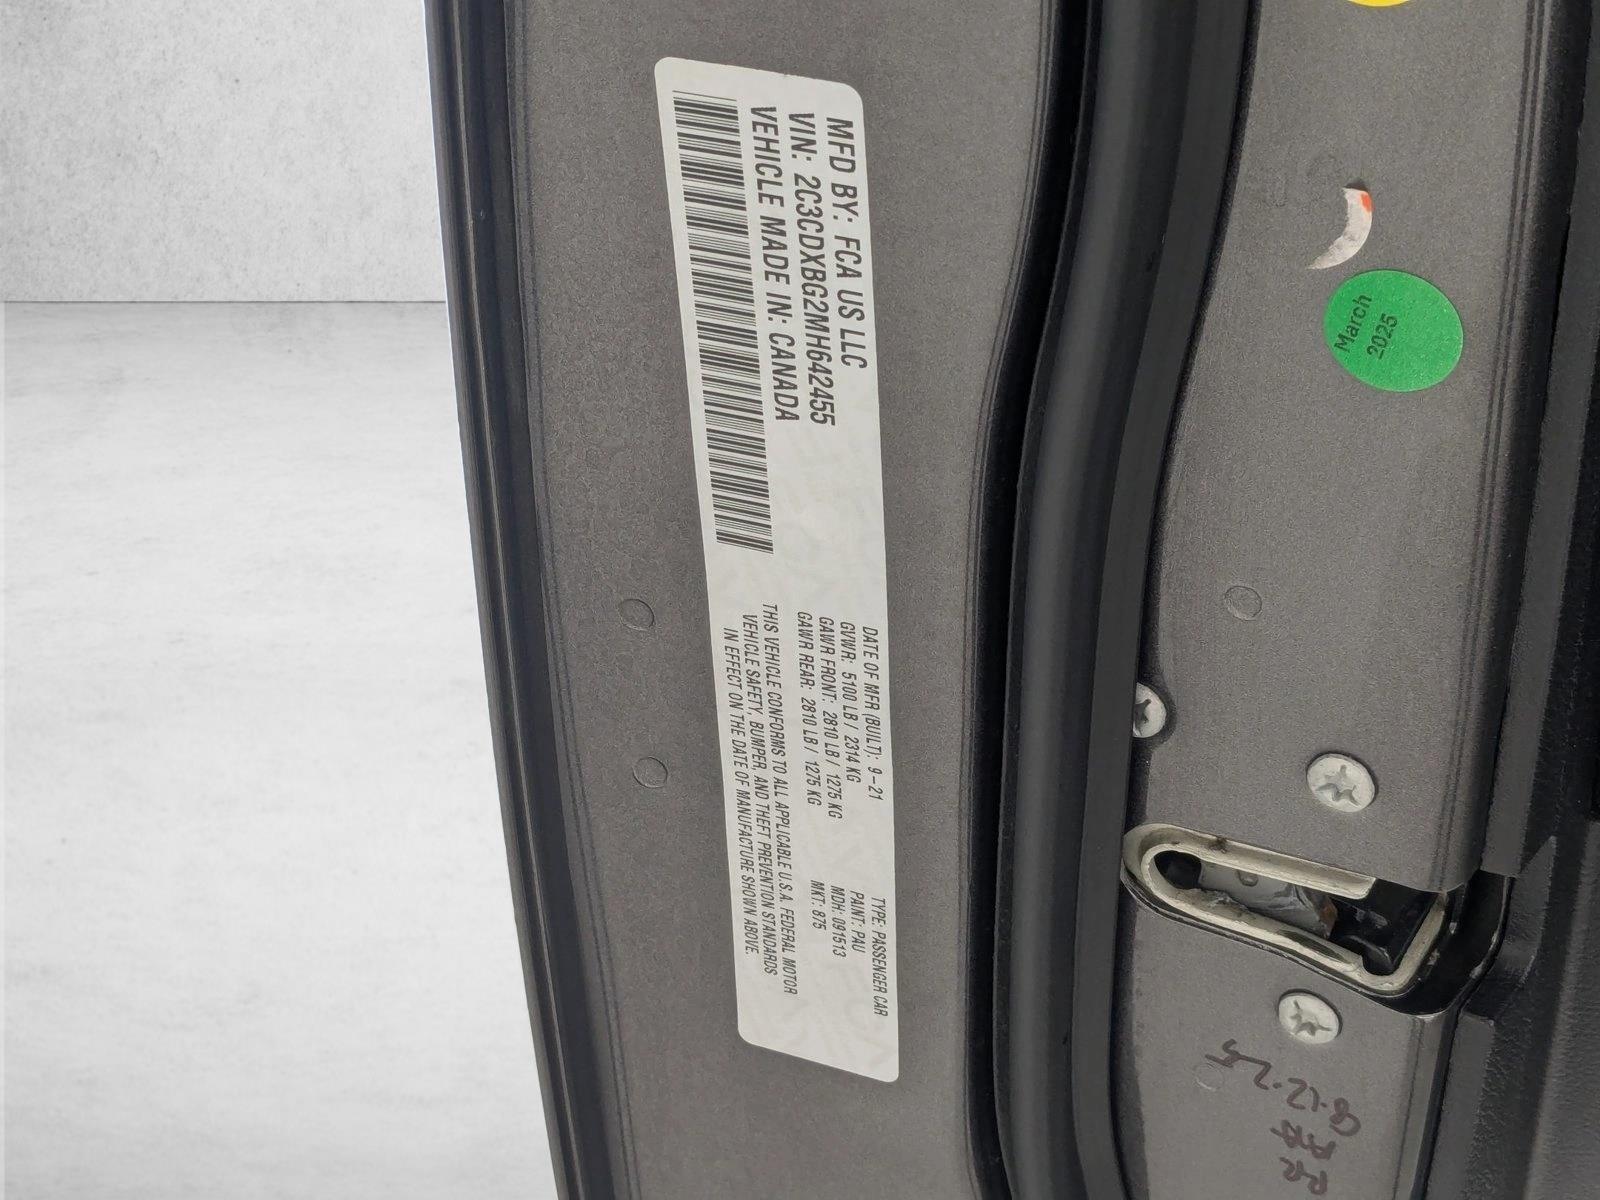 MFD BY: FCA US LLC
VIN: 2C3CDXBG2MH642455
VEHICLE MADE IN: CANADA
DATE OF MFR (BUILT): 9-21
GVWR: 5100 LB / 2314 KG
GAWR FRONT: 2810 LB / 1275 KG
GAWR REAR: 2810 LB / 1275 KG
THIS VEHICLE CONFORMS TO ALL APPLICABLE U.S.A. FEDERAL MOTOR
VEHICLE SAFETY, BUMPER, AND THEFT PREVENTION STANDARDS
IN EFFECT ON THE DATE OF MANUFACTURE SHOWN ABOVE.
TYPE: PASSENGER CAR
PAINT: PAU
MDH: 091513
MKT: 875
March
2025
8-12-25